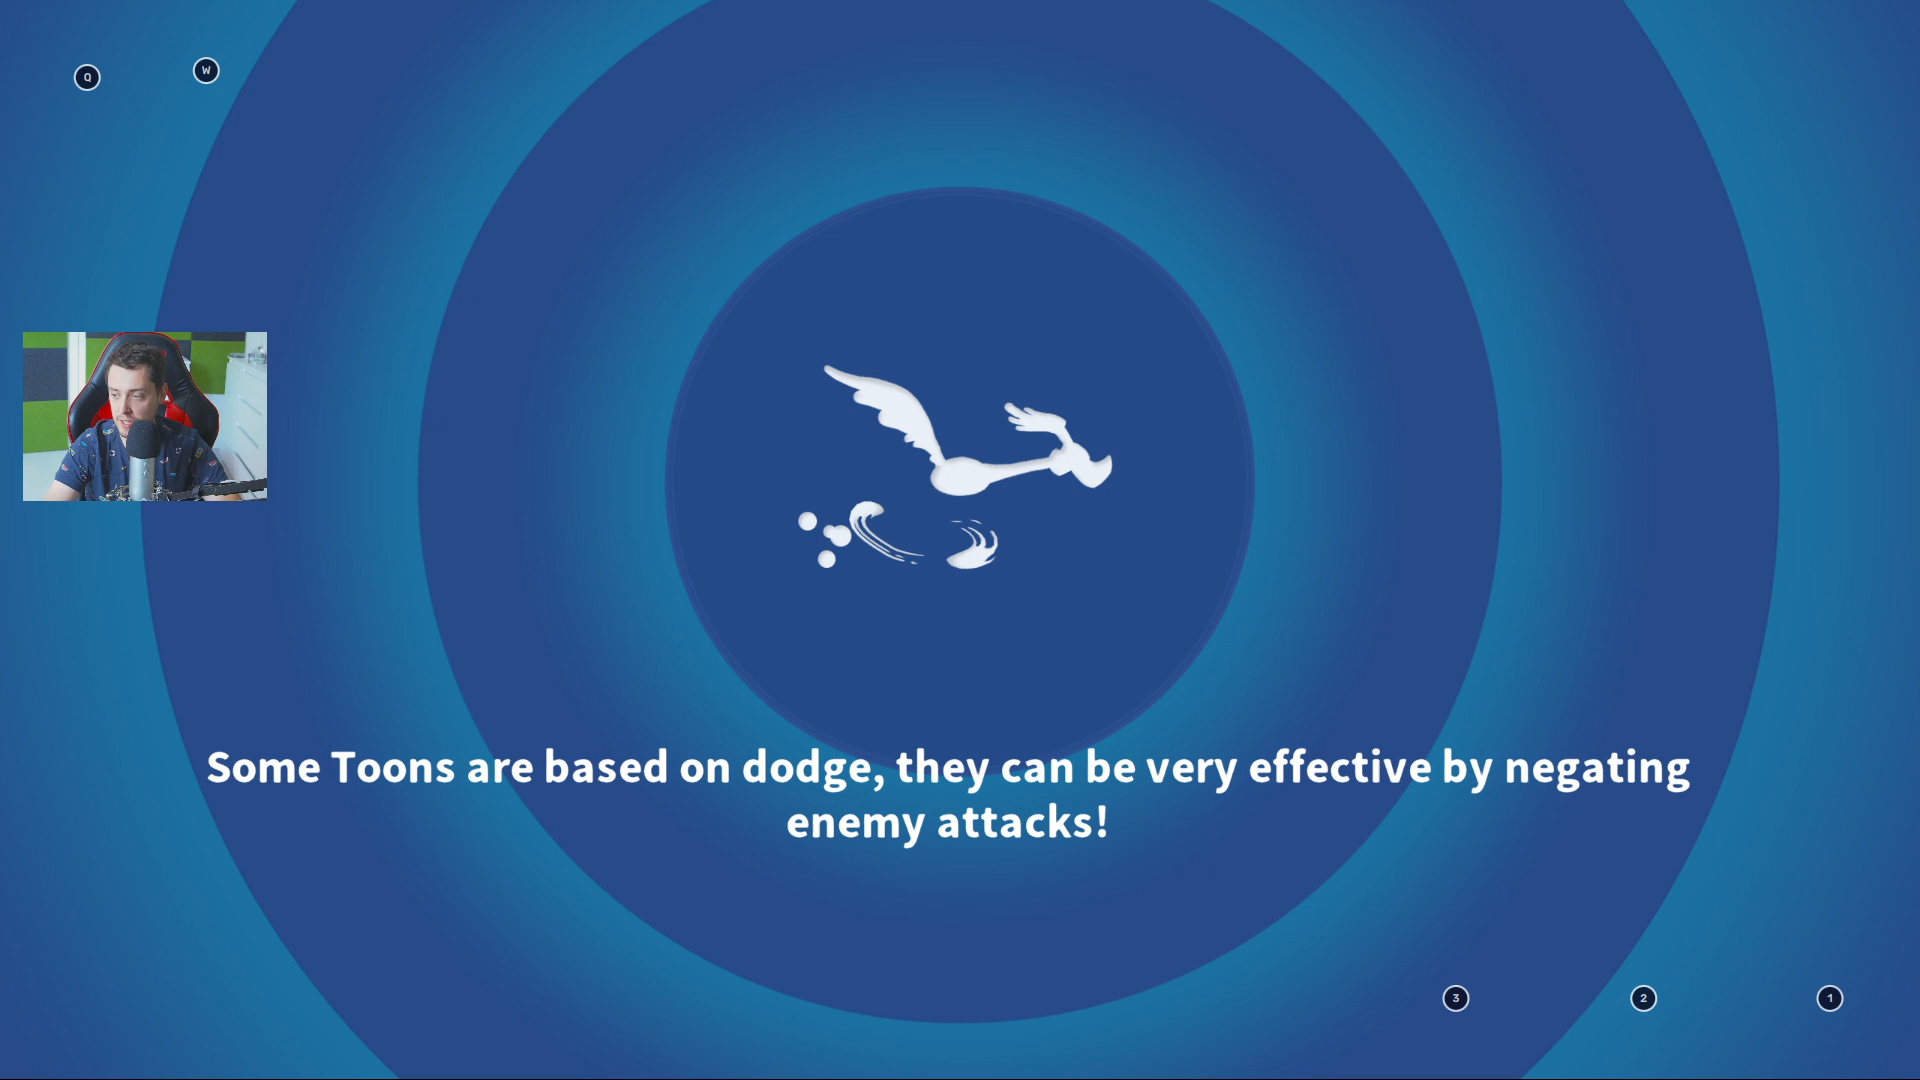 Q W
Some Toons are based on dodge, they can be very effective by negating
enemy attacks!
3 2 1